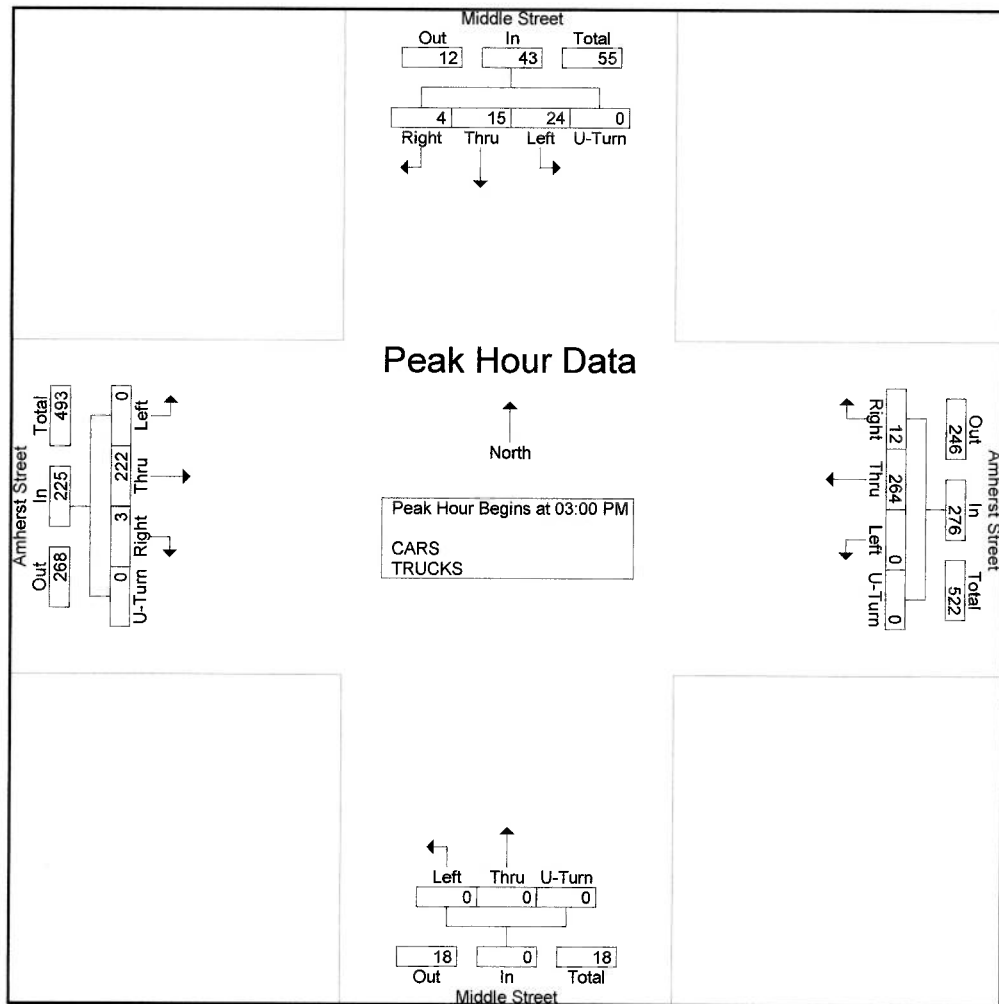 Middle Street
Out In Total
12 43 55
4 15 24 0
Right Thru Left U-Turn
Peak Hour Data
North
Peak Hour Begins at 03:00 PM
CARS
TRUCKS
Amherst Street
Total In Out
493 225 268
0 222 3 0
Left Thru Right U-Turn
Amherst Street
Out In Total
246 276 522
12 264 0 0
Right Thru Left U-Turn
Left Thru U-Turn
0 0 0
18 0 18
Out In Total
Middle Street